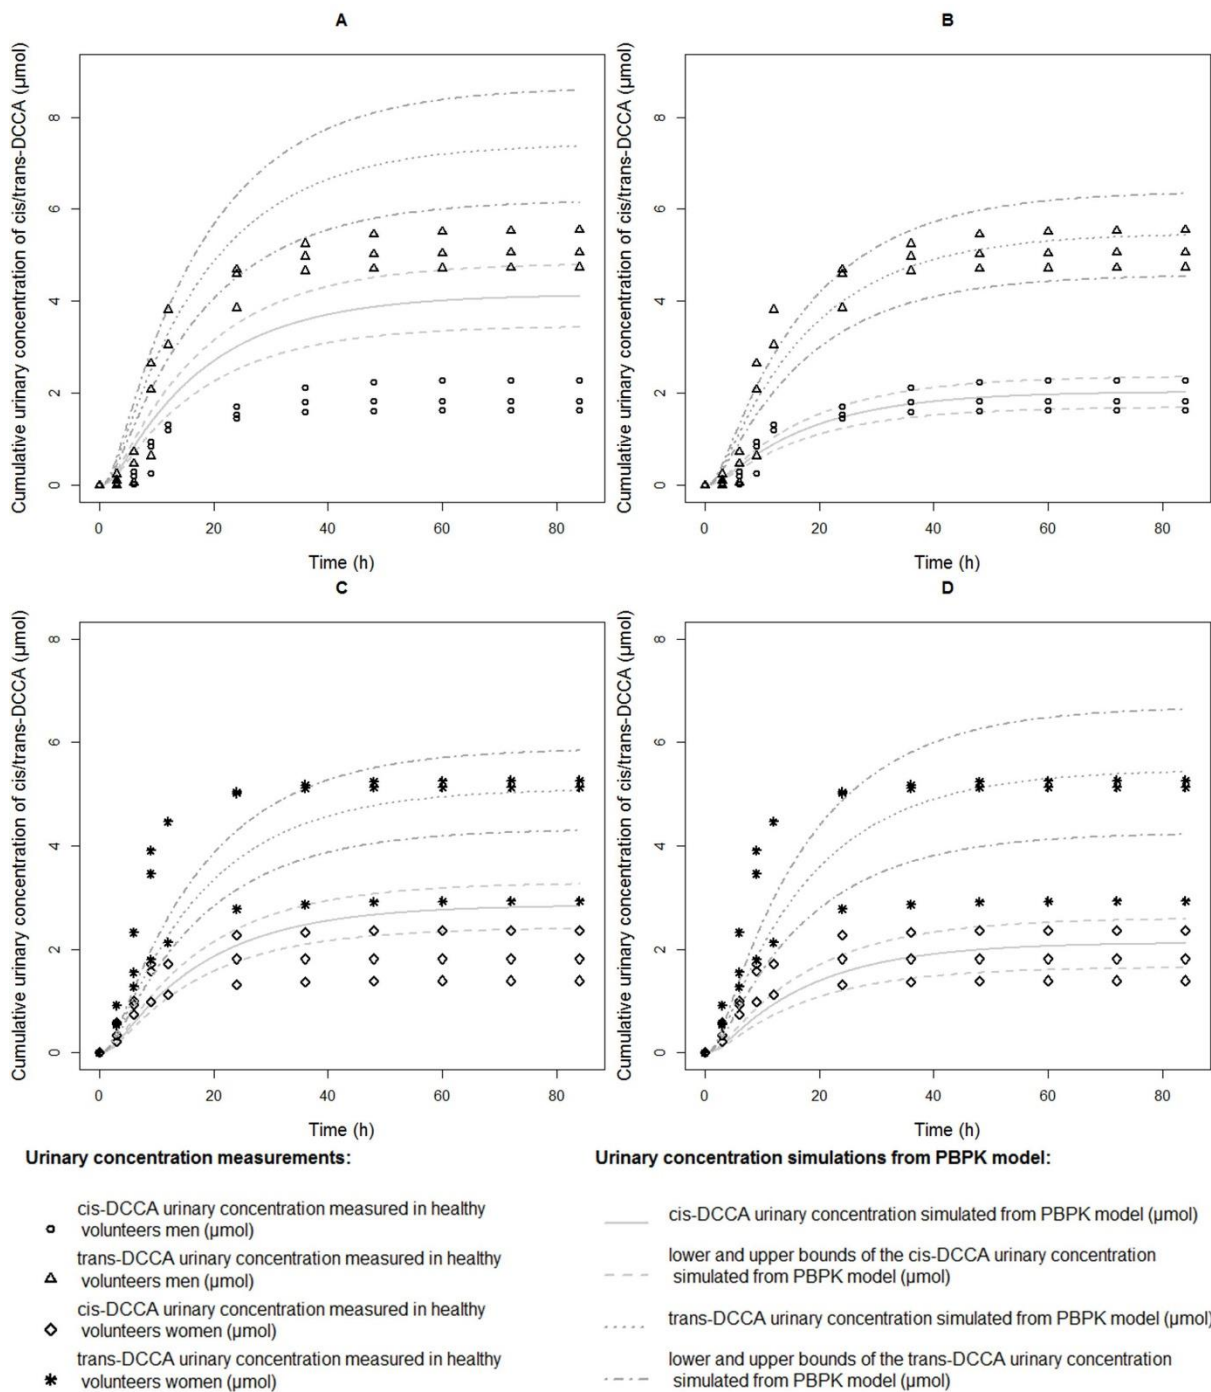 A
B
Cumulative urinary concentration of cis/trans-DCCA (µmol)
8
6
4
2
0
0 20 40 60 80
Time (h)
Cumulative urinary concentration of cis/trans-DCCA (µmol)
8
6
4
2
0
0 20 40 60 80
Time (h)
C
D
Cumulative urinary concentration of cis/trans-DCCA (µmol)
8
6
4
2
0
0 20 40 60 80
Time (h)
Cumulative urinary concentration of cis/trans-DCCA (µmol)
8
6
4
2
0
0 20 40 60 80
Time (h)
Urinary concentration measurements:
cis-DCCA urinary concentration measured in healthy
volunteers men (µmol)
trans-DCCA urinary concentration measured in healthy
volunteers men (µmol)
cis-DCCA urinary concentration measured in healthy
volunteers women (µmol)
trans-DCCA urinary concentration measured in healthy
volunteers women (µmol)
Urinary concentration simulations from PBPK model:
cis-DCCA urinary concentration simulated from PBPK model (µmol)
lower and upper bounds of the cis-DCCA urinary concentration
simulated from PBPK model (µmol)
trans-DCCA urinary concentration simulated from PBPK model (µmol)
lower and upper bounds of the trans-DCCA urinary concentration
simulated from PBPK model (µmol)